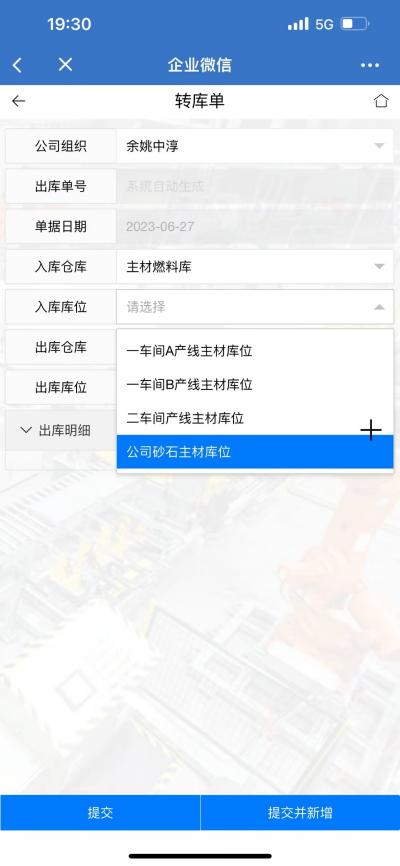 19:30
5G
企业微信
转库单
公司组织
余姚中淳
出库单号
系统自动生成
单据日期
2023-06-27
入库仓库
主材燃料库
入库库位
请选择
出库仓库
一车间A产线主材库位
出库库位
一车间B产线主材库位
二车间产线主材库位
出库明细
公司砂石主材库位
提交
提交并新增